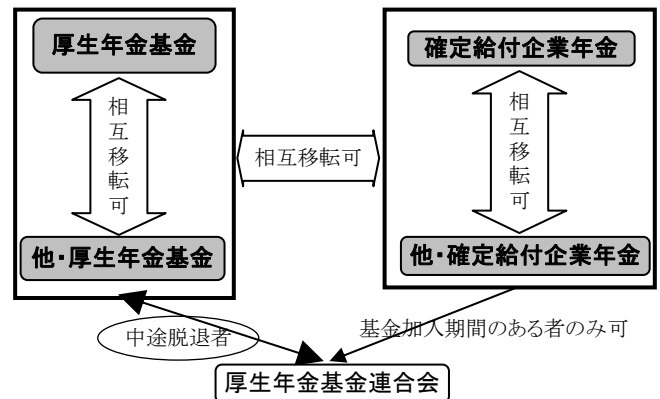 厚生年金基金
確定給付企業年金
相互移転可
相互移転可
相互移転可
他・厚生年金基金
他・確定給付企業年金
中途脱退者
基金加入期間のある者のみ可
厚生年金基金連合会